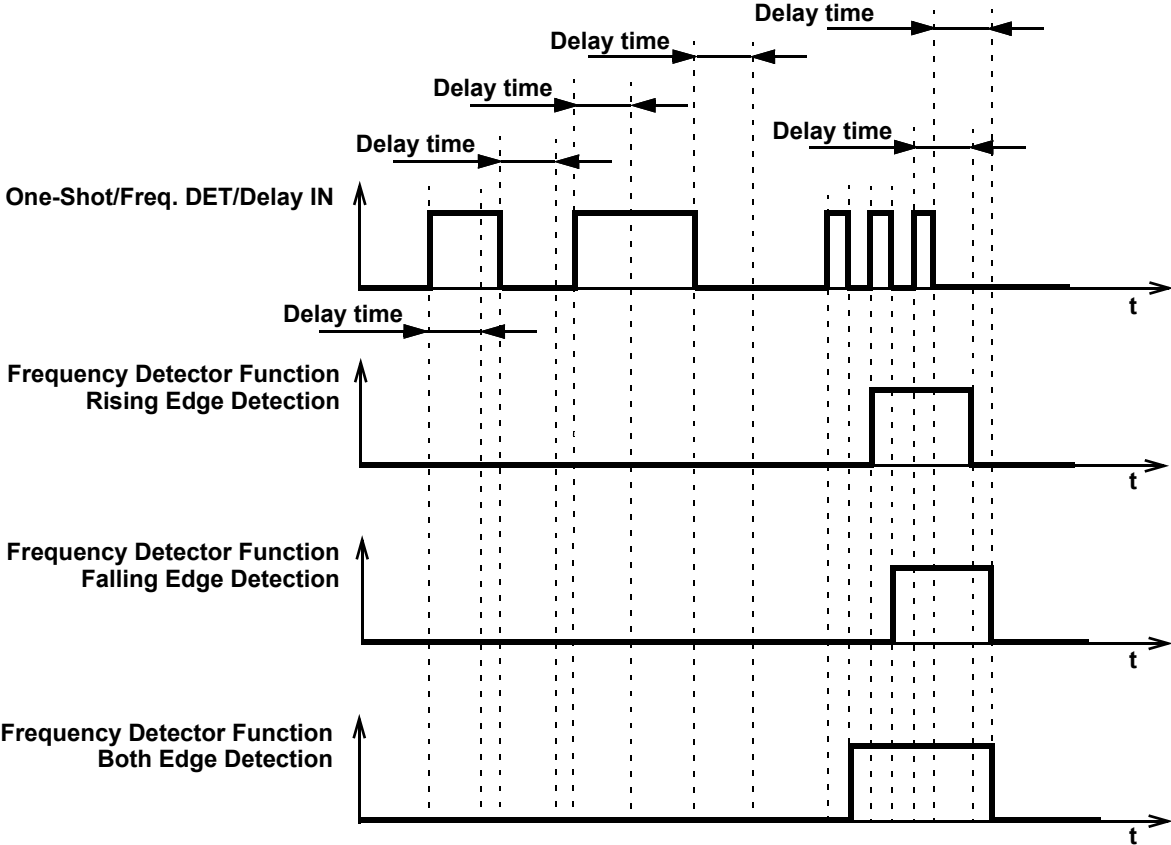 Delay time
Delay time
Delay time
Delay time
Delay time
One-Shot/Freq. DET/Delay IN
t
Delay time
Frequency Detector Function
Rising Edge Detection
t
Frequency Detector Function
Falling Edge Detection
t
Frequency Detector Function
Both Edge Detection
t